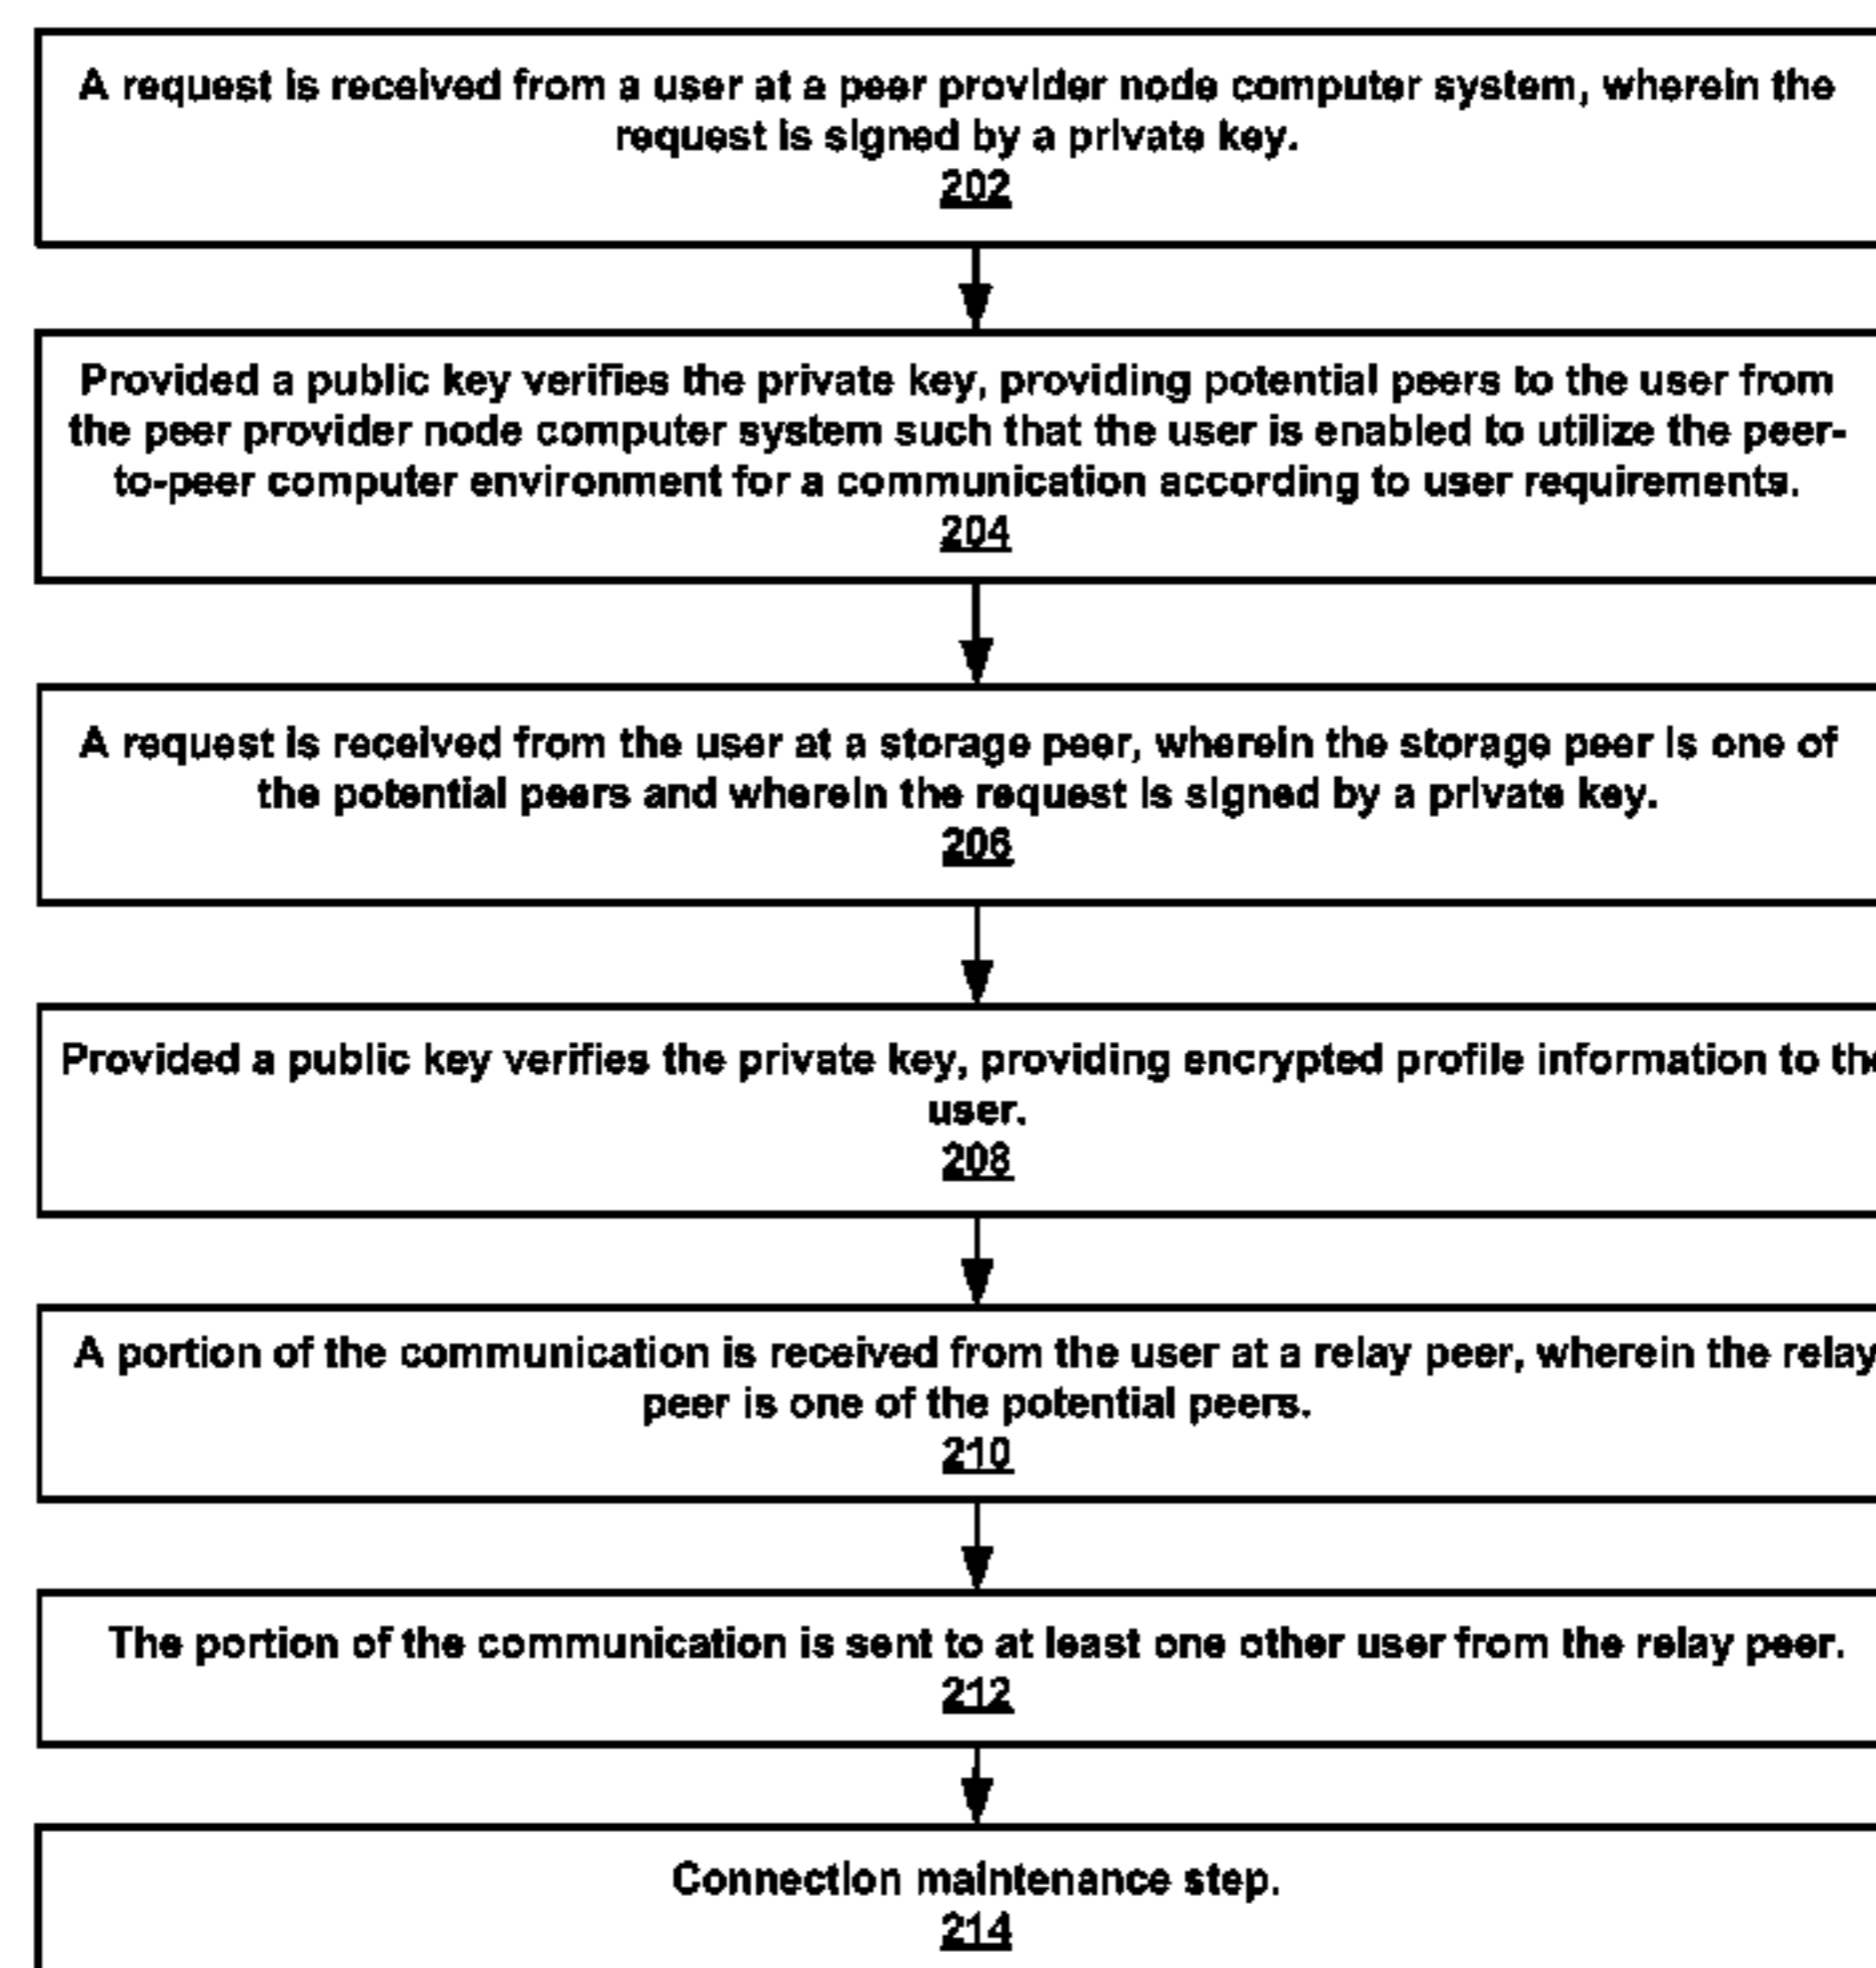 A request is received from a user at a peer provider node computer system, wherein the
request is signed by a private key.
202
Provided a public key verifies the private key, providing potential peers to the user from
the peer provider node computer system such that the user is enabled to utilize the peer-
to-peer computer environment for a communication according to user requirements.
204
A request is received from the user at a storage peer, wherein the storage peer is one of
the potential peers and wherein the request is signed by a private key.
206
Provided a public key verifies the private key, providing encrypted profile information to the
user.
208
A portion of the communication is received from the user at a relay peer, wherein the relay
peer is one of the potential peers.
210
The portion of the communication is sent to at least one other user from the relay peer.
212
Connection maintenance step.
214